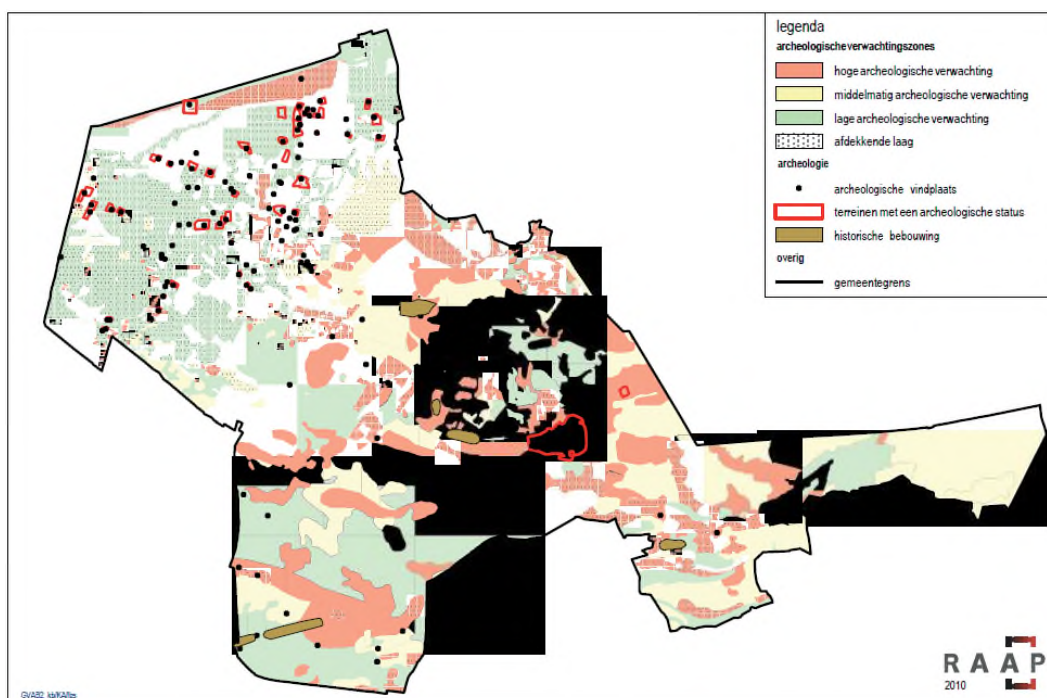 legenda
archeologische verwachtingszones
hoge archeologische verwachting
middelmatig archeologische verwachting
lage archeologische verwachting
afdekkende laag
archeologie
archeologische vindplaats
terreinen met een archeologische status
historische bebouwing
overig
gemeentegrens
RAAP
2010